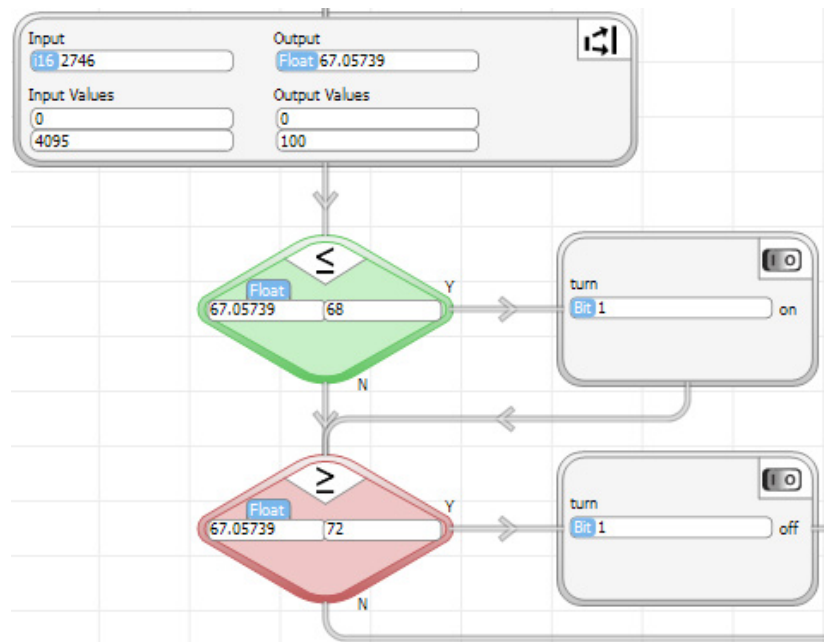 Input Output
i16 2746 Float 67.05739
Input Values Output Values
0 0
4095 100
≤
Float
67.05739 68
Y
N
turn
Bit 1 on
≥
Float
67.05739 72
Y
N
turn
Bit 1 off